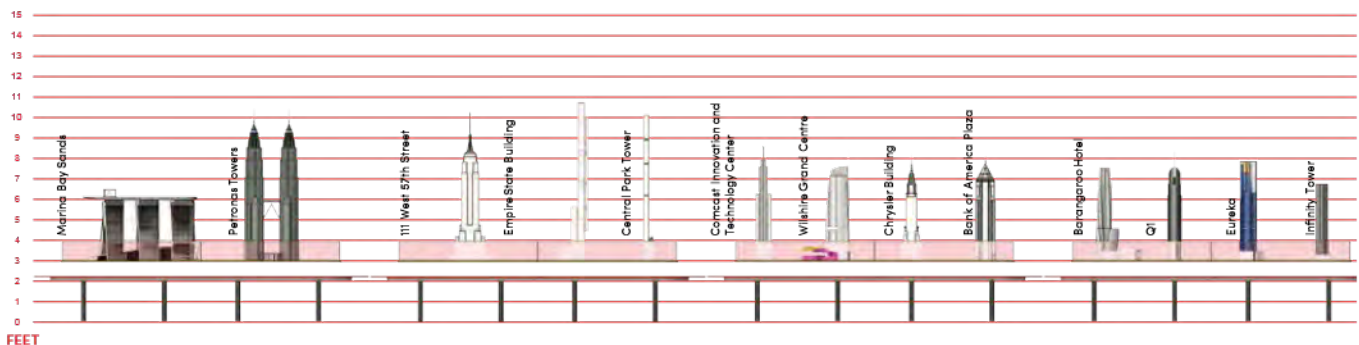 15
14
13
12
11
10
9
8
7
6
5
4
3
2
1
0
FEET
Marina Bay Sands
Petronas Towers
1111 West 57th Street
Empire State Building
Central Park Tower
Comcast Innovation and
Technology Center
Wilshire Grand Centre
Chrysler Building
Bank of America Plaza
Barangaroo Hotel
Q1
Eureka
Infinity Tower